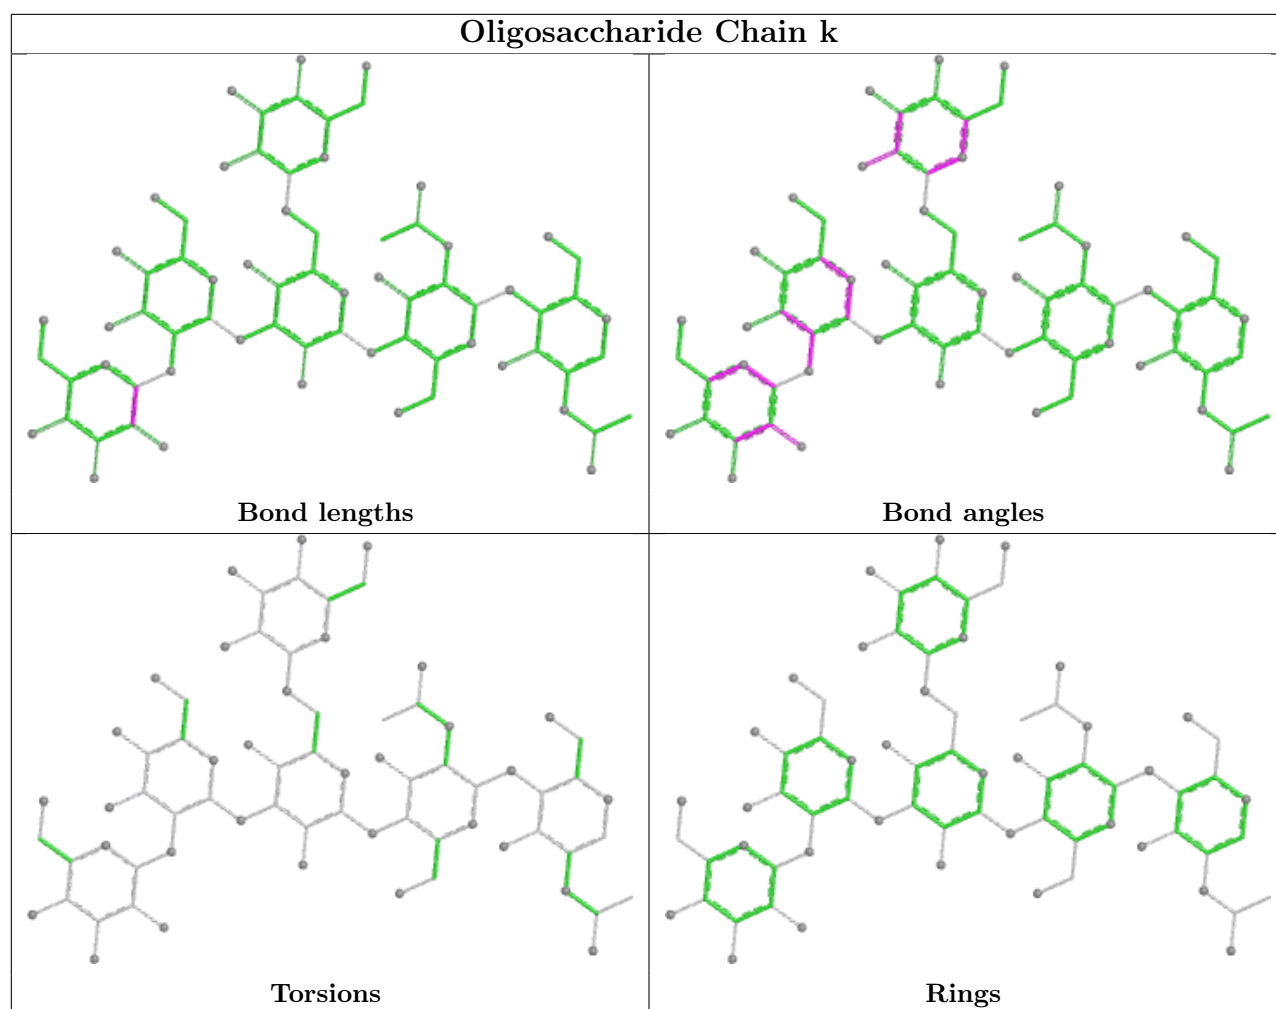 Oligosaccharide Chain k
Bond lengths
Bond angles
Torsions
Rings